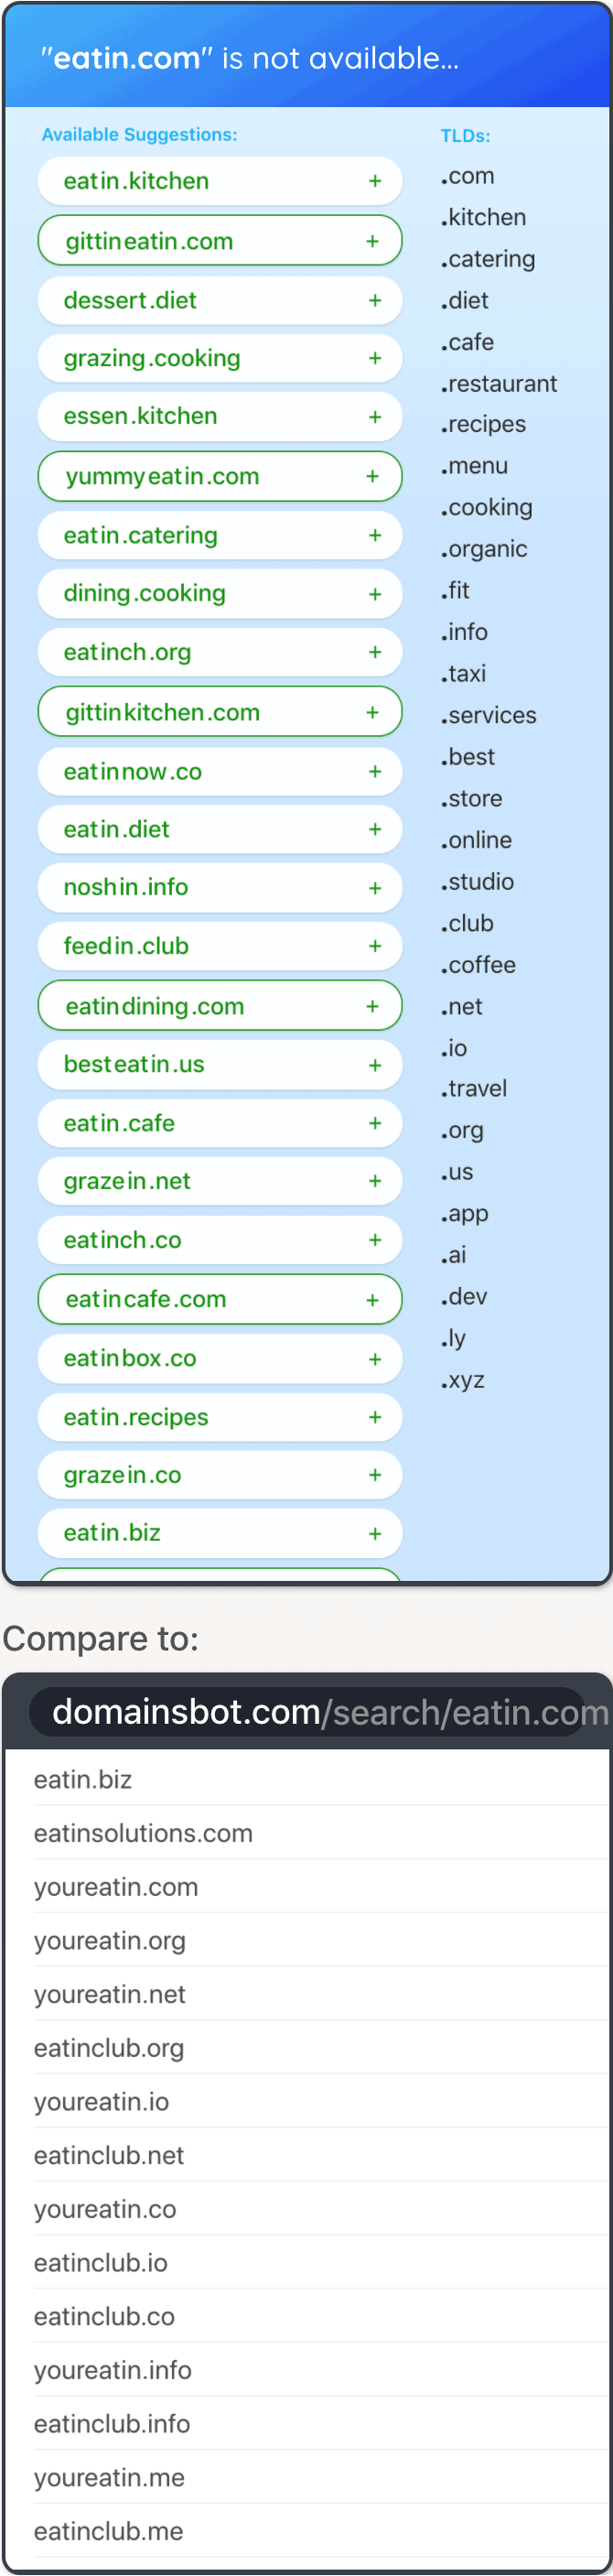 "eatin.com" is not available...
Available Suggestions:
eatin.kitchen +
gittineatin.com +
dessert.diet +
grazing.cooking +
essen.kitchen +
yummyeatin.com +
eatin.catering +
dining.cooking +
eatinch.org +
gittinkitchen.com +
eatinnow.co +
eatin.diet +
noshin.info +
feedin.club +
eatindining.com +
besteatin.us +
eatin.cafe +
grazein.net +
eatinch.co +
eatincafe.com +
eatinbox.co +
eatin.recipes +
grazein.co +
eatin.biz +
TLDs:
.com
.kitchen
.catering
.diet
.cafe
.restaurant
.recipes
.menu
.cooking
.organic
.fit
.info
.taxi
.services
.best
.store
.online
.studio
.club
.coffee
.net
.io
.travel
.org
.us
.app
.ai
.dev
.ly
.xyz
Compare to:
domainsbot.com/search/eatin.com
eatin.biz
eatinsolutions.com
youreatin.com
youreatin.org
youreatin.net
eatinclub.org
youreatin.io
eatinclub.net
youreatin.co
eatinclub.io
eatinclub.co
youreatin.info
eatinclub.info
youreatin.me
eatinclub.me